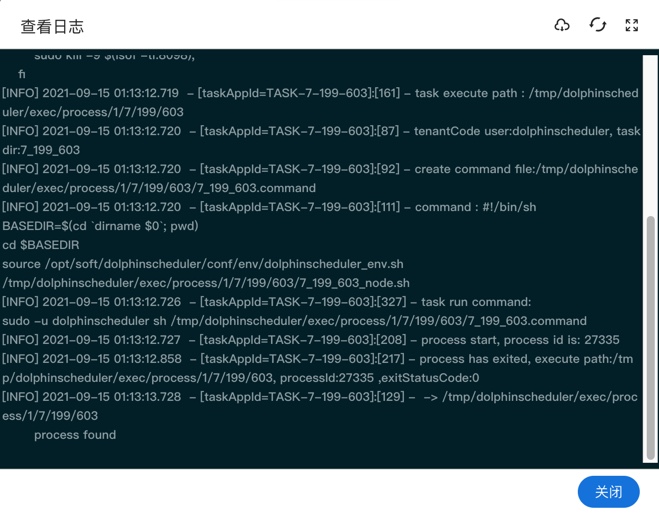 查看日志
sudo kill -9 $(lsof -ti:8098);
fi
[INFO] 2021-09-15 01:13:12.719 - [taskAppId=TASK-7-199-603]:[161] - task execute path : /tmp/dolphinsched
uler/exec/process/1/7/199/603
[INFO] 2021-09-15 01:13:12.720 - [taskAppId=TASK-7-199-603]:[87] - tenantCode user:dolphinscheduler, task
dir:7_199_603
[INFO] 2021-09-15 01:13:12.720 - [taskAppId=TASK-7-199-603]:[92] - create command file:/tmp/dolphinsche
duler/exec/process/1/7/199/603/7_199_603.command
[INFO] 2021-09-15 01:13:12.720 - [taskAppId=TASK-7-199-603]:[111] - command : #!/bin/sh
BASEDIR=$(cd `dirname $0`; pwd)
cd $BASEDIR
source /opt/soft/dolphinscheduler/conf/env/dolphinscheduler_env.sh
/tmp/dolphinscheduler/exec/process/1/7/199/603/7_199_603_node.sh
[INFO] 2021-09-15 01:13:12.726 - [taskAppId=TASK-7-199-603]:[327] - task run command:
sudo -u dolphinscheduler sh /tmp/dolphinscheduler/exec/process/1/7/199/603/7_199_603.command
[INFO] 2021-09-15 01:13:12.727 - [taskAppId=TASK-7-199-603]:[208] - process start, process id is: 27335
[INFO] 2021-09-15 01:13:12.858 - [taskAppId=TASK-7-199-603]:[217] - process has exited, execute path:/tm
p/dolphinscheduler/exec/process/1/7/199/603, processId:27335 ,exitStatusCode:0
[INFO] 2021-09-15 01:13:13.728 - [taskAppId=TASK-7-199-603]:[129] - -> /tmp/dolphinscheduler/exec/proc
ess/1/7/199/603
process found
关闭